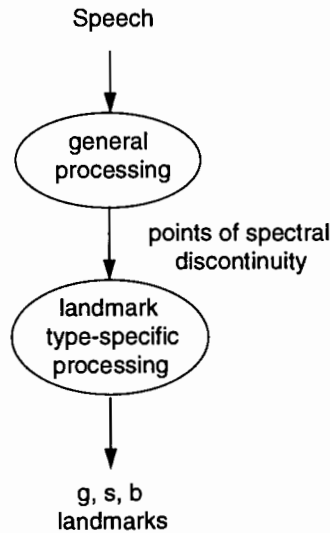 Speech
general
processing
points of spectral
discontinuity
landmark
type-specific
processing
g, s, b
landmarks